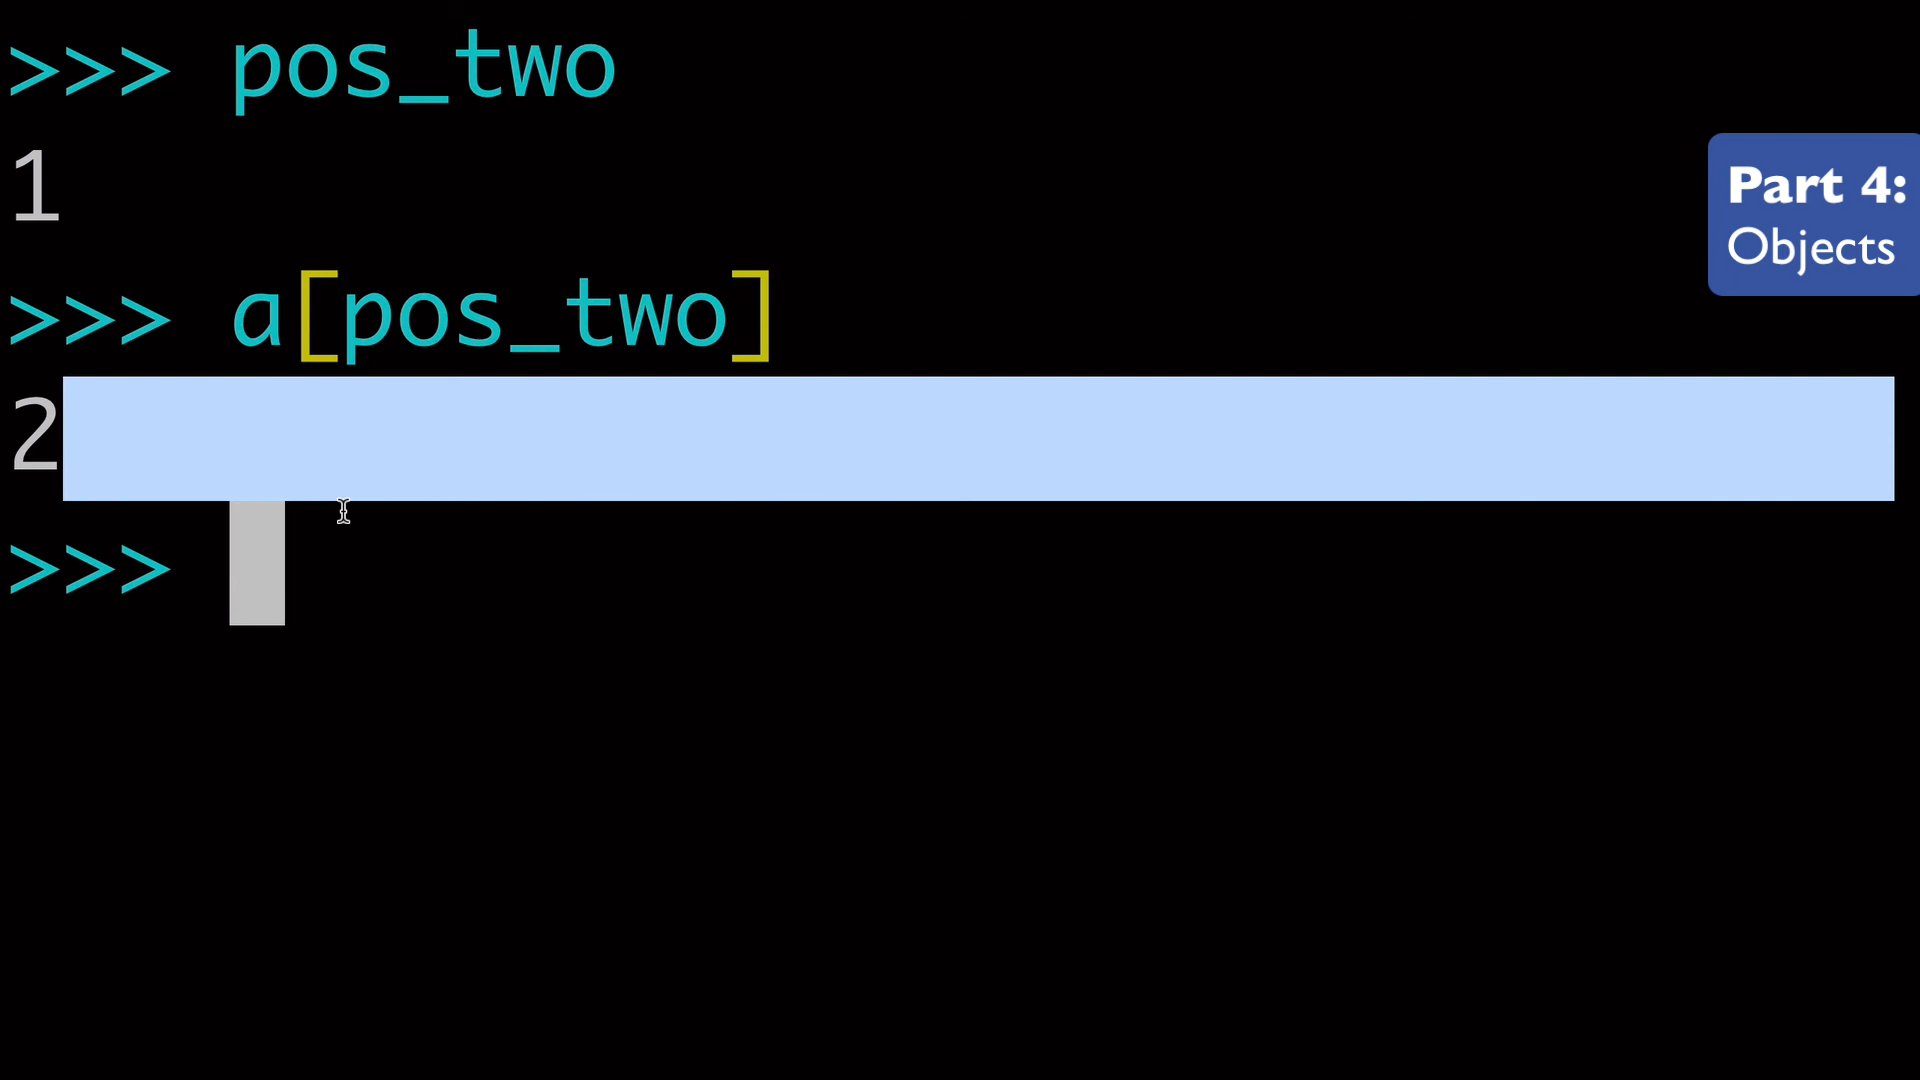 >>> pos_two
1
Part 4:
Objects
>>> a[pos_two]
2
>>>